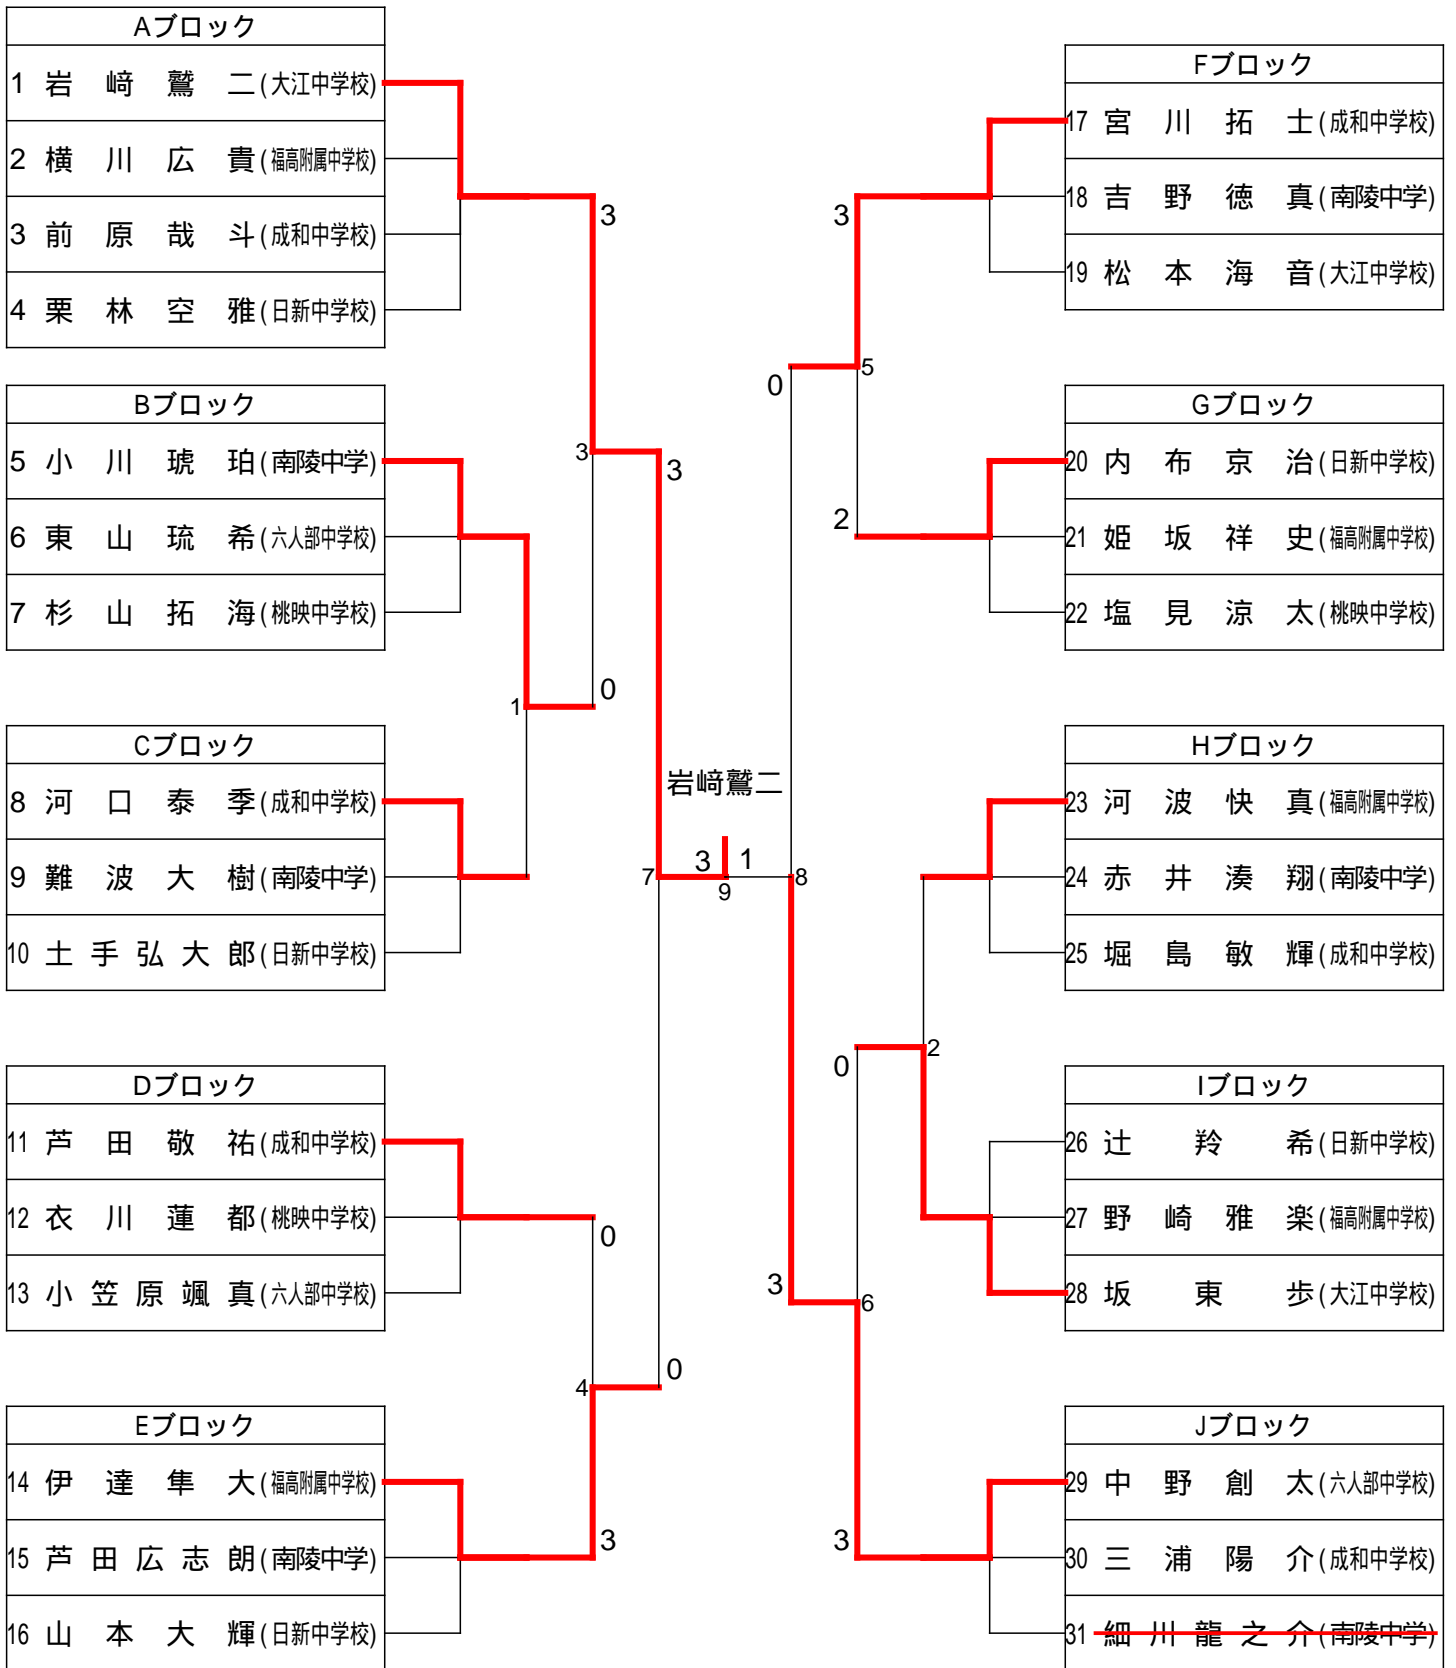 Aブロック
1 岩﨑鷲二(大江中学校)
2 横川広貴(福高附属中学校)
3 前原哉斗(成和中学校)
4 栗林空雅(日新中学校)
Bブロック
5 小川琥珀(南陵中学)
6 東山琉希(六人部中学校)
7 杉山拓海(桃映中学校)
Cブロック
8 河口泰季(成和中学校)
9 難波大樹(南陵中学)
10 土手弘大郎(日新中学校)
Dブロック
11 芦田敬祐(成和中学校)
12 衣川蓮都(桃映中学校)
13 小笠原颯真(六人部中学校)
Eブロック
14 伊達隼大(福高附属中学校)
15 芦田広志朗(南陵中学)
16 山本大輝(日新中学校)
3
3
3
0
1
岩﨑鷲二
7
3
1
9
8
0
4
0
3
3
0
5
2
0
2
3
6
3
Fブロック
17 宮川拓士(成和中学校)
18 吉野徳真(南陵中学)
19 松本海音(大江中学校)
Gブロック
20 内布京治(日新中学校)
21 姫坂祥史(福高附属中学校)
22 塩見涼太(桃映中学校)
Hブロック
23 河波快真(福高附属中学校)
24 赤井湊翔(南陵中学)
25 堀島敏輝(成和中学校)
Iブロック
26 辻羚希(日新中学校)
27 野崎雅楽(福高附属中学校)
28 坂東歩(大江中学校)
Jブロック
29 中野創太(六人部中学校)
30 三浦陽介(成和中学校)
31 細川龍之介(南陵中学)